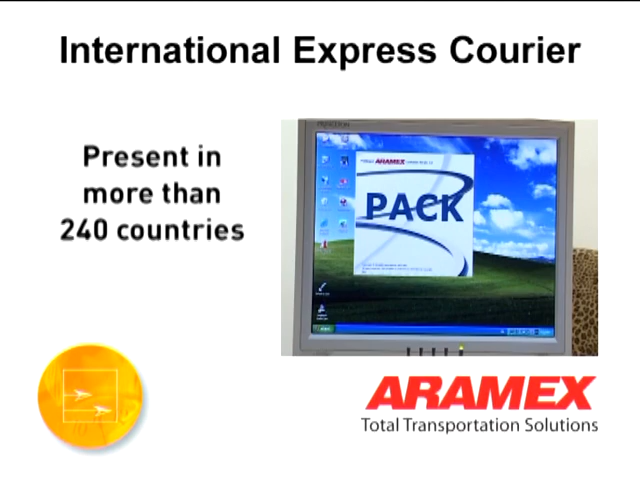 International Express Courier
Present in
more than
240 countries
ARAMEX
PACK
ARAMEX
Total Transportation Solutions